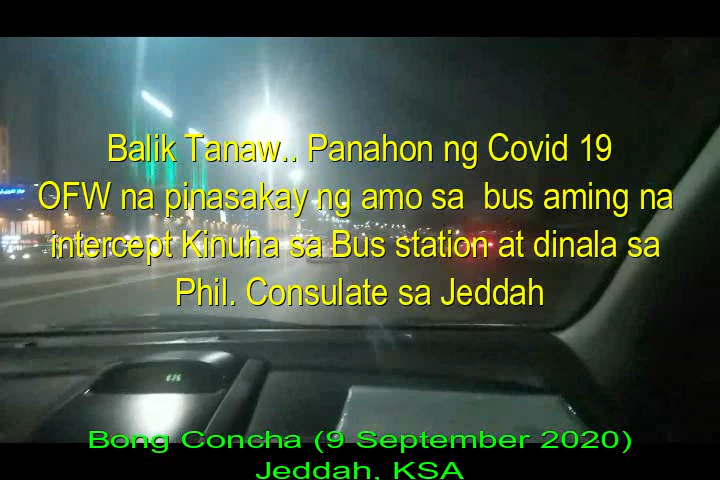 Balik Tanaw.. Panahon ng Covid 19
OFW na pinasakay ng amo sa bus aming na
intercept Kinuha sa Bus station at dinala sa
Phil. Consulate sa Jeddah
Bong Concha (9 September 2020)
Jeddah, KSA